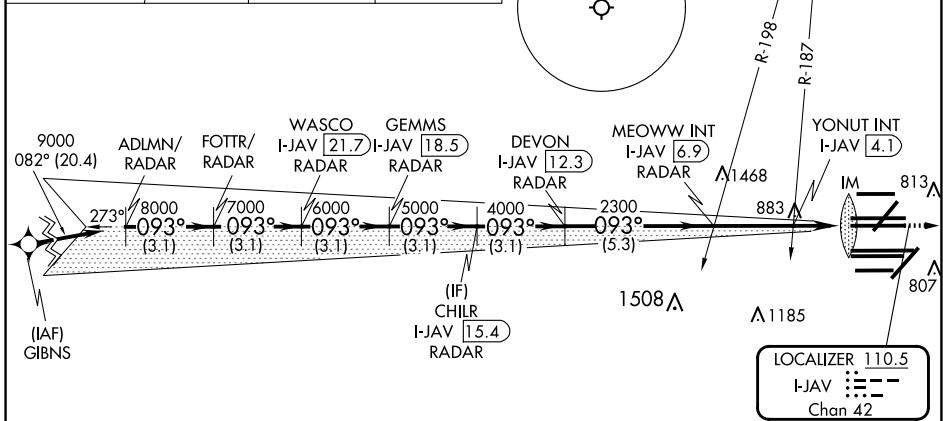 R-198
R-187
9000
082° (20.4)
ADLMN/
RADAR
FOTTR/
RADAR
WASCO
I-JAV 21.7
RADAR
GEMMS
I-JAV 18.5
RADAR
DEVON
I-JAV 12.3
RADAR
MEOWW INT
I-JAV 6.9
RADAR
YONUT INT
I-JAV 4.1
1468
883
IM
813
273°
8000
093°
(3.1)
7000
093°
(3.1)
6000
093°
(3.1)
5000
093°
(3.1)
4000
093°
(3.1)
2300
093°
(5.3)
(IAF)
GIBNS
(IF)
CHILR
I-JAV 15.4
RADAR
1508
1185
807
LOCALIZER 110.5
I-JAV
Chan 42